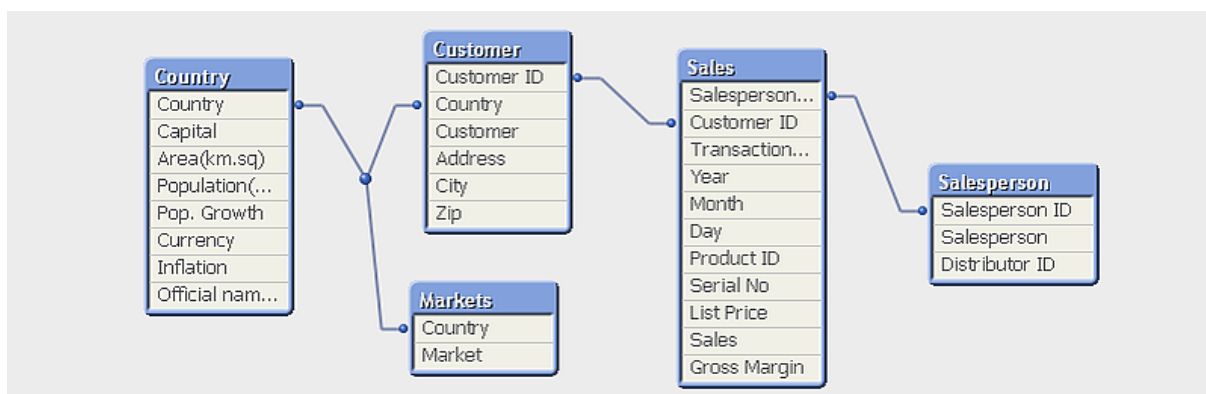 Country
Country
Capital
Area(km.sq)
Population(...
Pop. Growth
Currency
Inflation
Official nam...
Customer
Customer ID
Country
Customer
Address
City
Zip
Markets
Country
Market
Sales
Salesperson...
Customer ID
Transaction...
Year
Month
Day
Product ID
Serial No
List Price
Sales
Gross Margin
Salesperson
Salesperson ID
Salesperson
Distributor ID